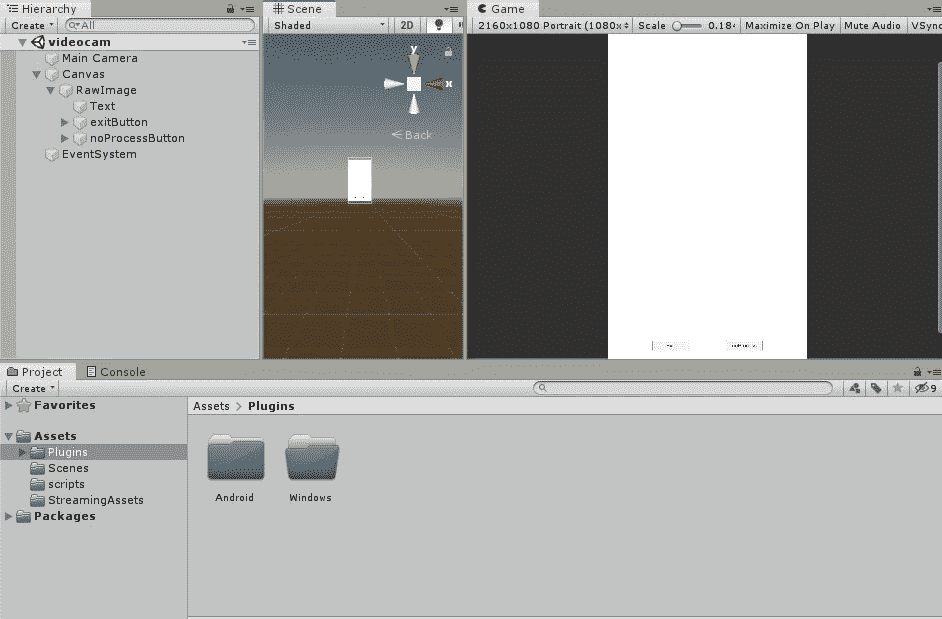 Hierarchy
Create
All
videocam
Main Camera
Canvas
RawImage
Text
exitButton
noProcessButton
EventSystem
Scene
Shaded
2D
y
x
Back
Game
2160x1080 Portrait (1080x
Scale
0.18
Maximize On Play
Mute Audio
VSync
Project
Console
Create
9
Favorites
Assets
Plugins
Scenes
scripts
StreamingAssets
Packages
Assets > Plugins
Android
Windows